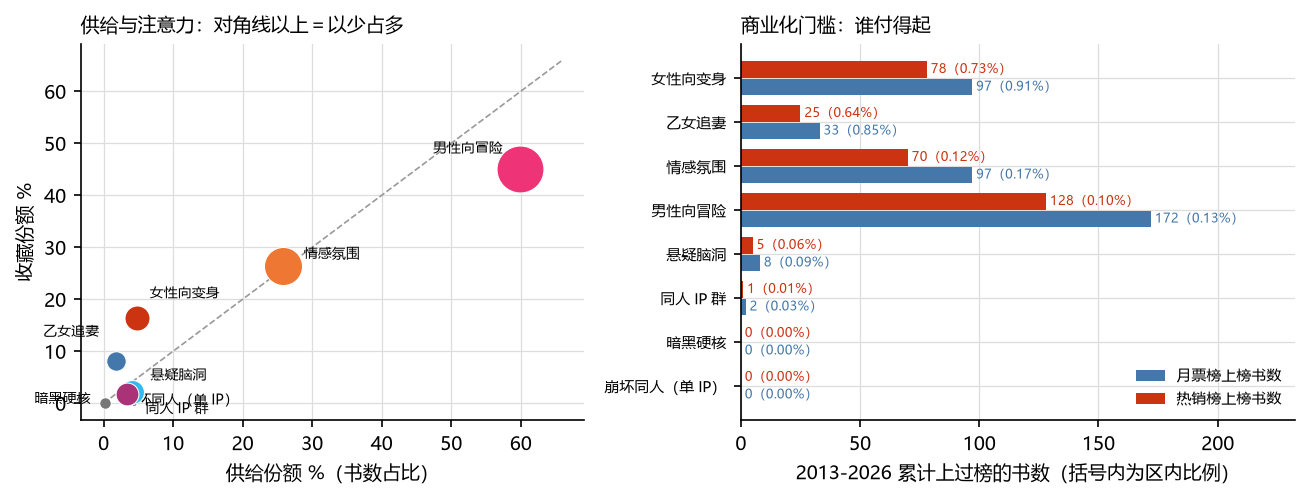 供给与注意力：对角线以上 = 以少占多
收藏份额 %
60
50
40
30
20
10
0
男性向冒险
情感氛围
女性向变身
乙女追妻
悬疑脑洞
暗黑硬核
坏同人（单 IP）
同人 IP 群
0 10 20 30 40 50 60
供给份额 %（书数占比）
商业化门槛：谁付得起
女性向变身
78（0.73%）
97（0.91%）
乙女追妻
25（0.64%）
33（0.85%）
情感氛围
70（0.12%）
97（0.17%）
男性向冒险
128（0.10%）
172（0.13%）
悬疑脑洞
5（0.06%）
8（0.09%）
同人 IP 群
1（0.01%）
2（0.03%）
暗黑硬核
0（0.00%）
0（0.00%）
崩坏同人（单 IP）
0（0.00%）
0（0.00%）
月票榜上榜书数
热销榜上榜书数
0 50 100 150 200
2013-2026 累计上过榜的书数（括号内为区内比例）